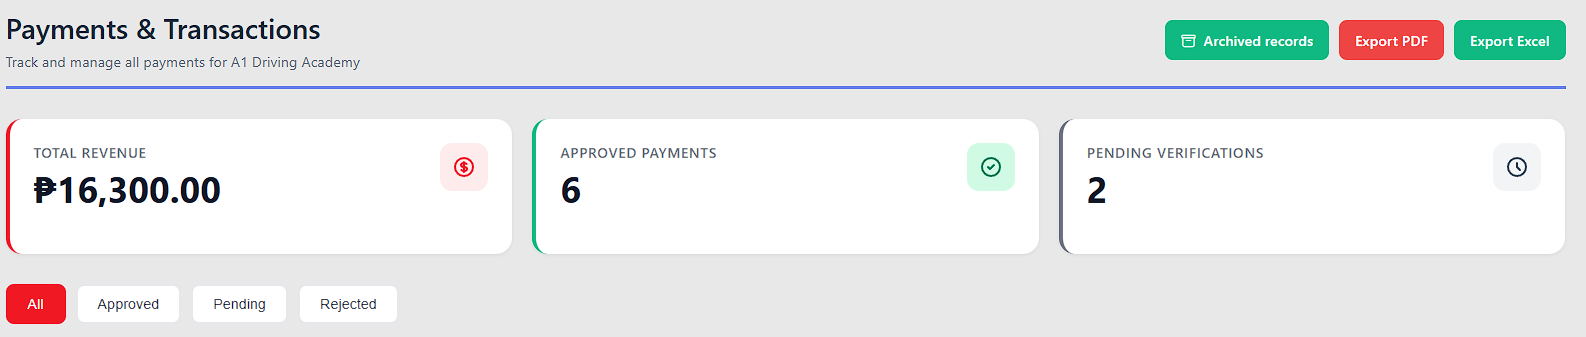 Payments & Transactions
Track and manage all payments for A1 Driving Academy
Archived records
Export PDF
Export Excel
TOTAL REVENUE
₱16,300.00
APPROVED PAYMENTS
6
PENDING VERIFICATIONS
2
All
Approved
Pending
Rejected